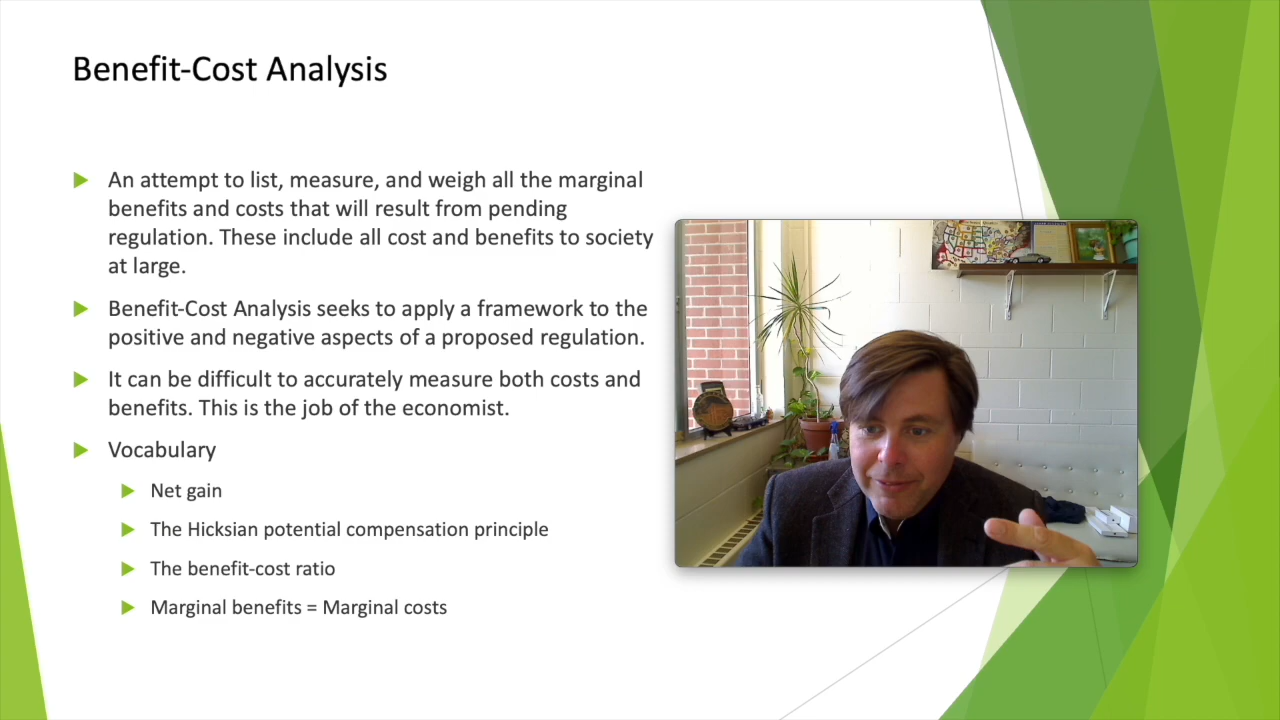 Benefit-Cost Analysis
An attempt to list, measure, and weigh all the marginal
benefits and costs that will result from pending
regulation. These include all cost and benefits to society
at large.
Benefit-Cost Analysis seeks to apply a framework to the
positive and negative aspects of a proposed regulation.
It can be difficult to accurately measure both costs and
benefits. This is the job of the economist.
Vocabulary
Net gain
The Hicksian potential compensation principle
The benefit-cost ratio
Marginal benefits = Marginal costs